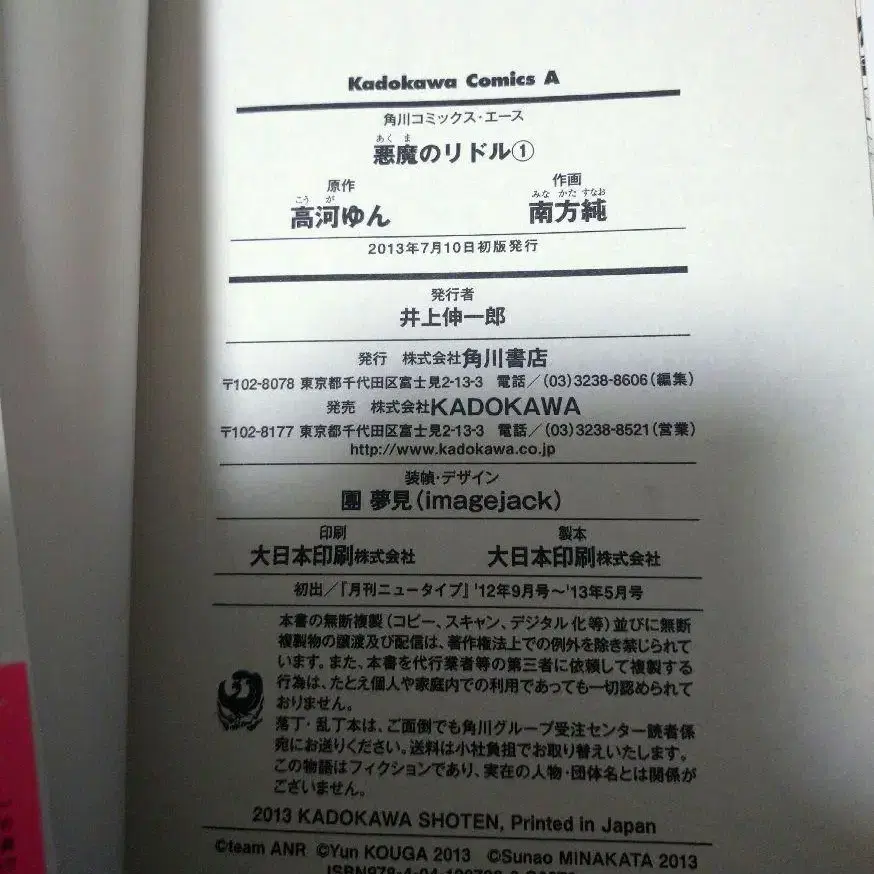 Kadokawa Comics A
角川コミックス・エース
あくま
悪魔のリドル①
原作 作画
こうが みなかたすなお
高河ゆん 南方純
2013年7月10日初版発行
発行者
井上伸一郎
発行 株式会社角川書店
〒102-8078 東京都千代田区富士見2-13-3 電話/(03)3238-8606(編集)
発売 株式会社KADOKAWA
〒102-8177 東京都千代田区富士見2-13-3 電話/(03)3238-8521(営業)
http://www.kadokawa.co.jp
装幀・デザイン
團 夢見(imagejack)
印刷 製本
大日本印刷株式会社 大日本印刷株式会社
初出/『月刊ニュータイプ』'12年9月号〜'13年5月号
本書の無断複製(コピー、スキャン、デジタル化等)並びに無断
複製物の譲渡及び配信は、著作権法上での例外を除き禁じられて
います。また、本書を代行業者等の第三者に依頼して複製する
行為は、たとえ個人や家庭内での利用であっても一切認められて
おりません。
落丁・乱丁本は、ご面倒でも角川グループ受注センター読者係
宛にお送りください。送料は小社負担でお取り替えいたします。
この物語はフィクションであり、実在の人物・団体名とは関係が
ございません。
2013 KADOKAWA SHOTEN, Printed in Japan
©team ANR ©Yun KOUGA 2013 ©Sunao MINAKATA 2013
ISBN978-4-04